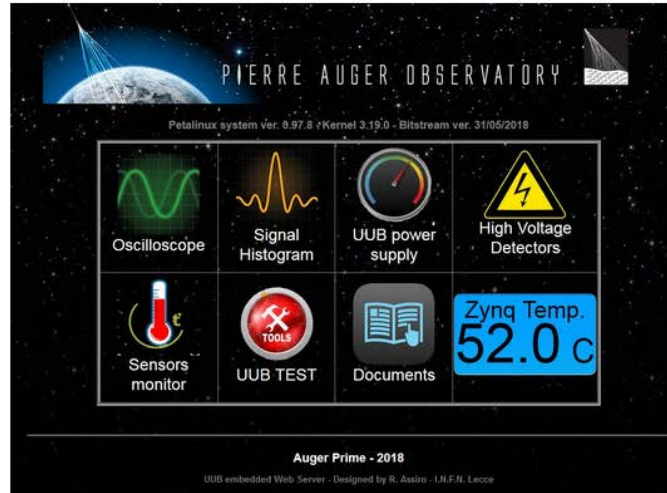 PIERRE AUGER OBSERVATORY
Petalinux system ver. 0.97.8 - Kernel 3.19.0 - Bitstream ver. 31/05/2018
Oscilloscope
Signal
Histogram
UUB power
supply
High Voltage
Detectors
t°
Sensors
monitor
TOOLS
UUB TEST
Documents
Zynq Temp.
52.0 C
Auger Prime - 2018
UUB embedded Web Server - Designed by R. Assiro - I.N.F.N. Lecce